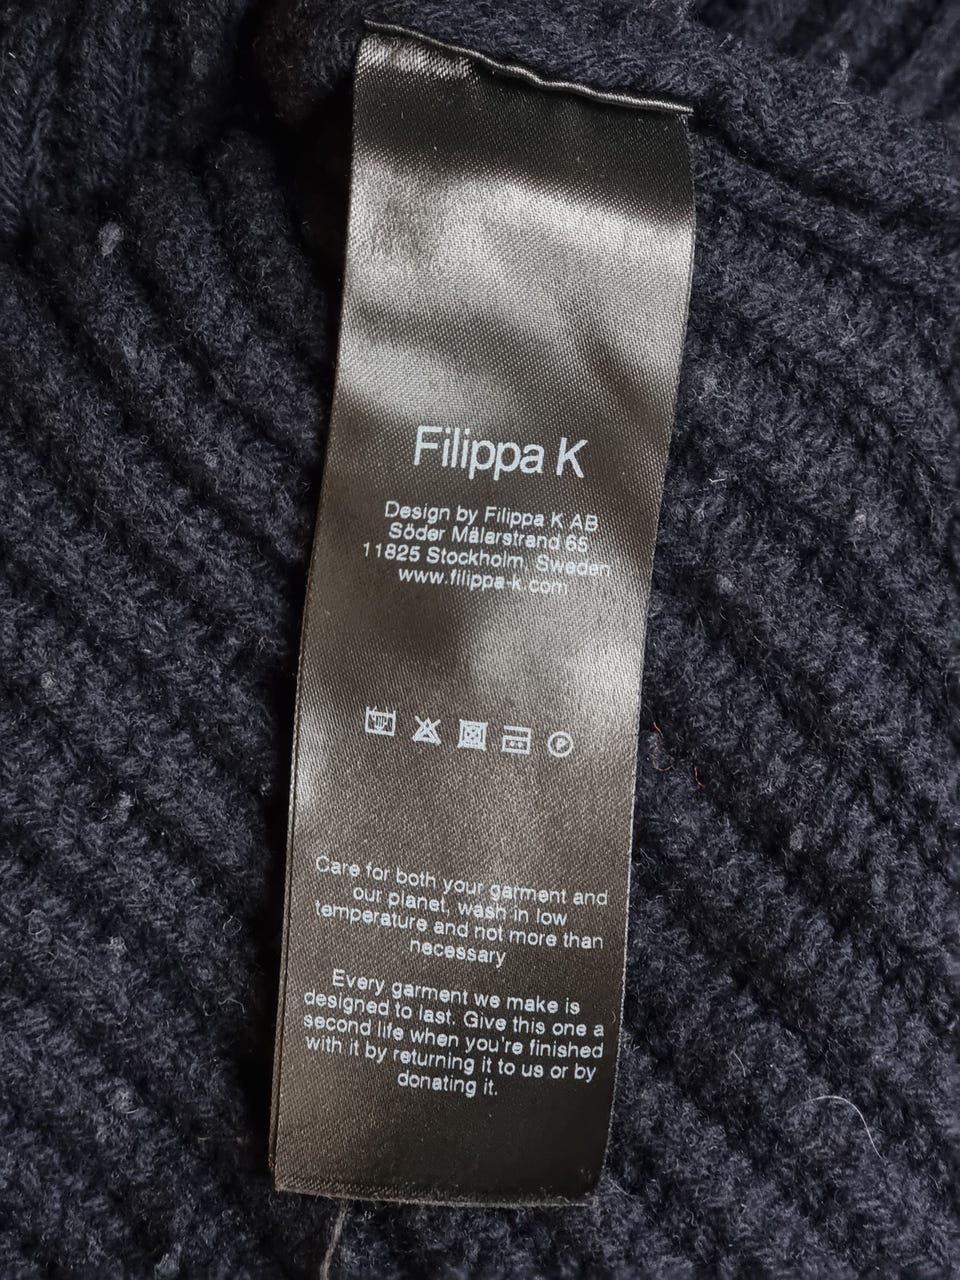 Filippa K
Design by Filippa K AB
Söder Mälarstrand 65
11825 Stockholm, Sweden
www.filippa-k.com
P
Care for both your garment and
our planet, wash in low
temperature and not more than
necessary
Every garment we make is
designed to last. Give this one a
second life when you're finished
with it by returning it to us or by
donating it.